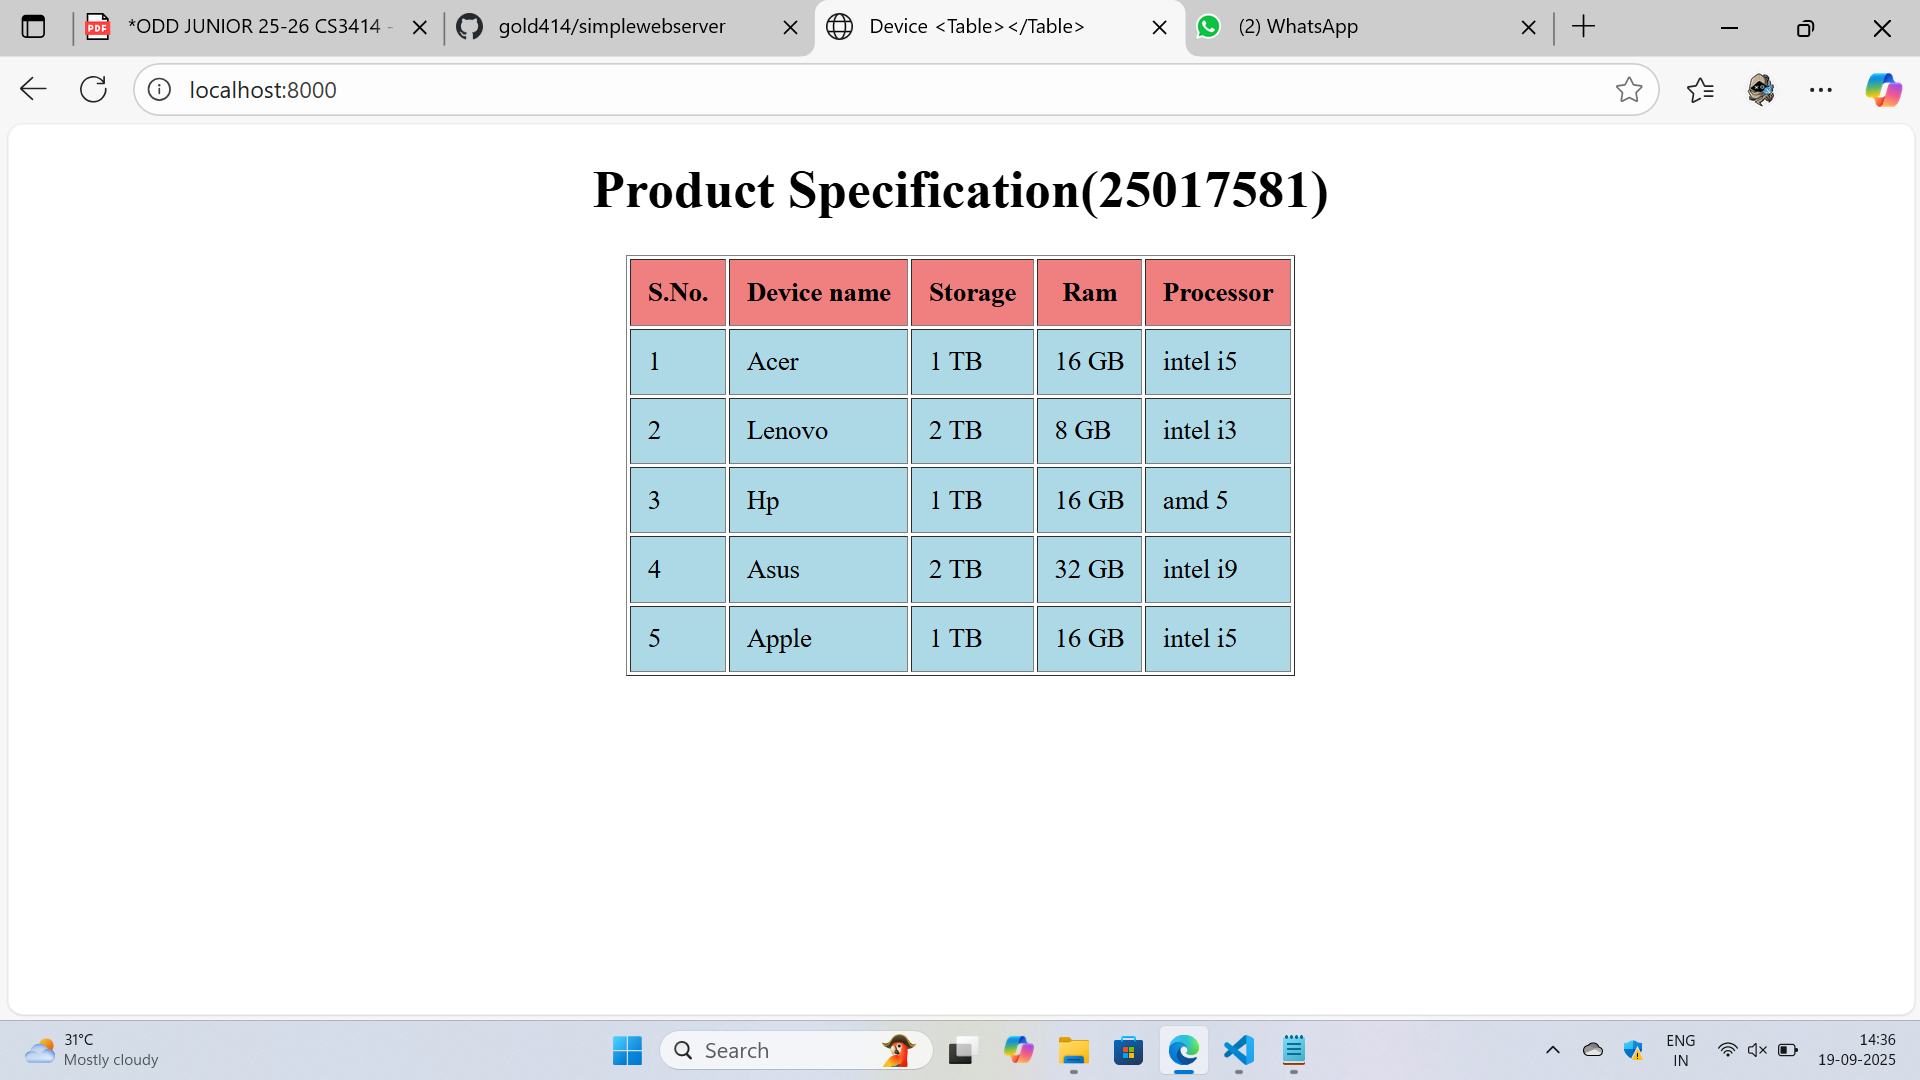 *ODD JUNIOR 25-26 CS3414 -
gold414/simplewebserver
Device <Table></Table>
(2) WhatsApp
localhost:8000
Product Specification(25017581)
S.No. Device name Storage Ram Processor
1 Acer 1 TB 16 GB intel i5
2 Lenovo 2 TB 8 GB intel i3
3 Hp 1 TB 16 GB amd 5
4 Asus 2 TB 32 GB intel i9
5 Apple 1 TB 16 GB intel i5
31°C
Mostly cloudy
Search
ENG
IN
14:36
19-09-2025